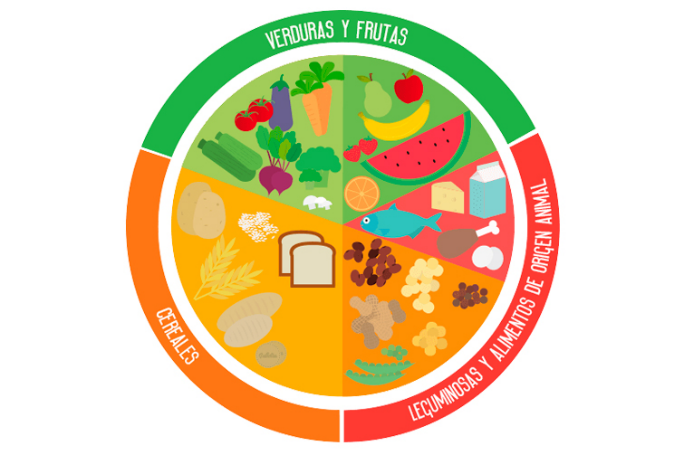 VERDURAS Y FRUTAS
LEGUMINOSAS Y ALIMENTOS DE ORIGEN ANIMAL
CEREALES